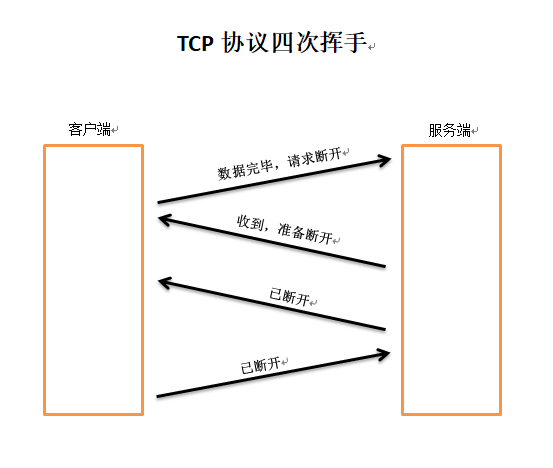 TCP 协议四次挥手
客户端
服务端
数据完毕，请求断开
收到，准备断开
已断开
已断开